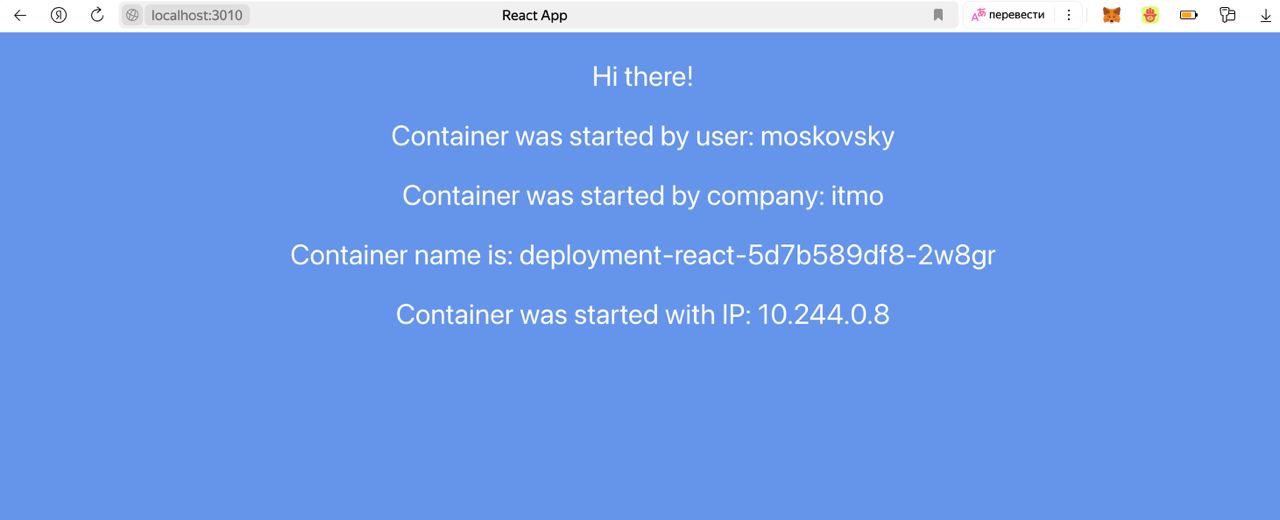 Я
localhost:3010
React App
перевести
Hi there!
Container was started by user: moskovsky
Container was started by company: itmo
Container name is: deployment-react-5d7b589df8-2w8gr
Container was started with IP: 10.244.0.8